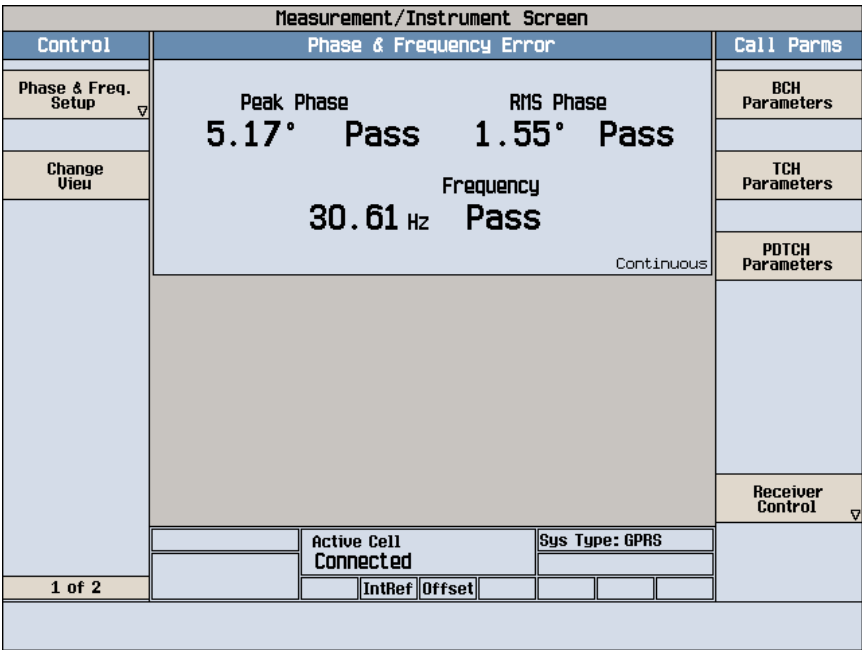 Measurement/Instrument Screen
Control
Phase & Frequency Error
Call Parms
Phase & Freq.
Setup
Change
View
Peak Phase
RMS Phase
5.17° Pass
1.55° Pass
Frequency
30.61 Hz Pass
Continuous
BCH
Parameters
TCH
Parameters
PDTCH
Parameters
Receiver
Control
Active Cell
Connected
Sys Type: GPRS
IntRef
Offset
1 of 2